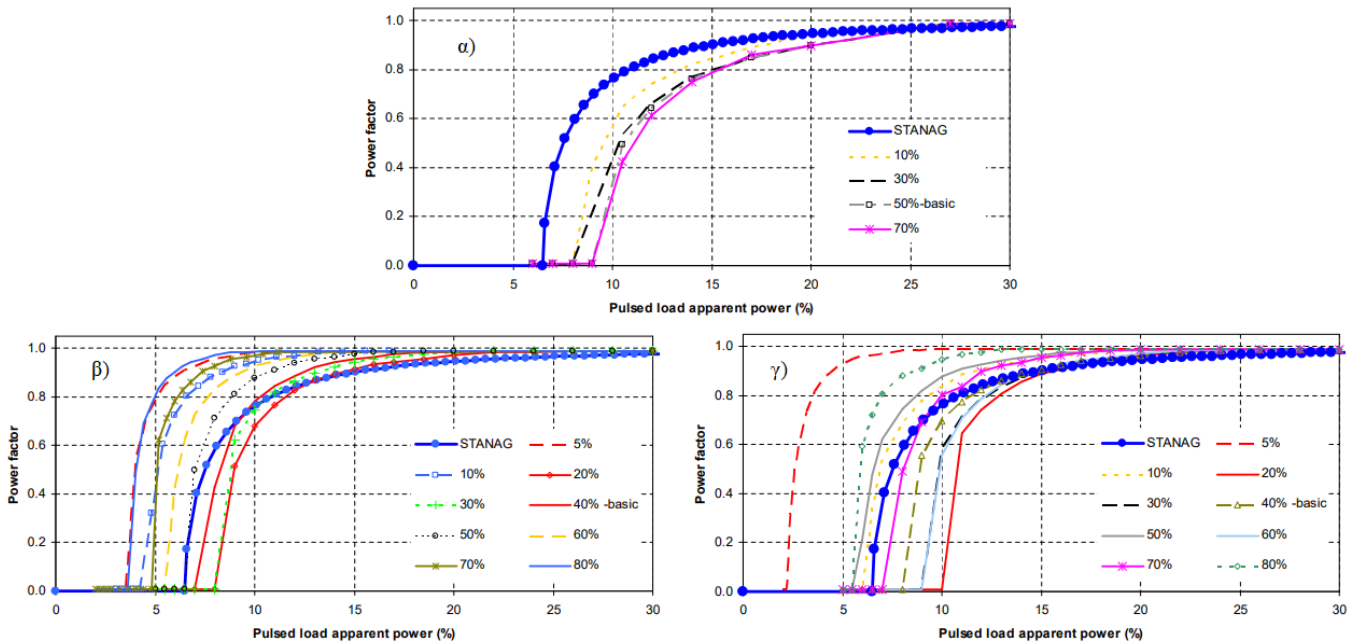 α)
Power factor
1.0
0.8
0.6
0.4
0.2
0.0
0 5 10 15 20 25 30
Pulsed load apparent power (%)
STANAG
10%
30%
50%-basic
70%
β)
Power factor
1.0
0.8
0.6
0.4
0.2
0.0
0 5 10 15 20 25 30
Pulsed load apparent power (%)
STANAG 5%
10% 20%
30% 40% -basic
50% 60%
70% 80%
γ)
Power factor
1.0
0.8
0.6
0.4
0.2
0.0
0 5 10 15 20 25 30
Pulsed load apparent power (%)
STANAG 5%
10% 20%
30% 40% -basic
50% 60%
70% 80%